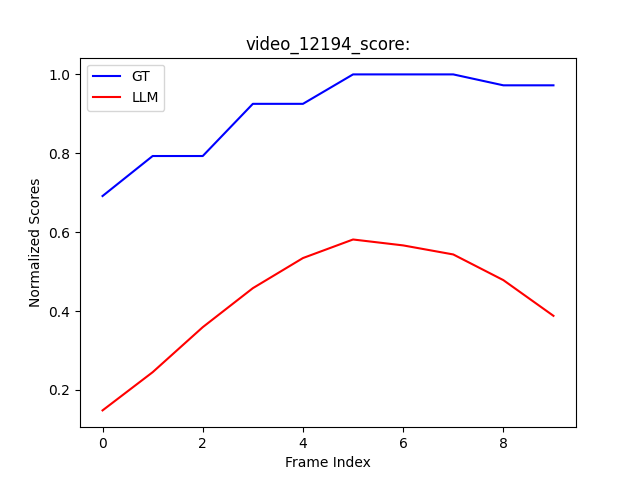 video_12194_score:
GT
LLM
Normalized Scores
1.0
0.8
0.6
0.4
0.2
0 2 4 6 8
Frame Index